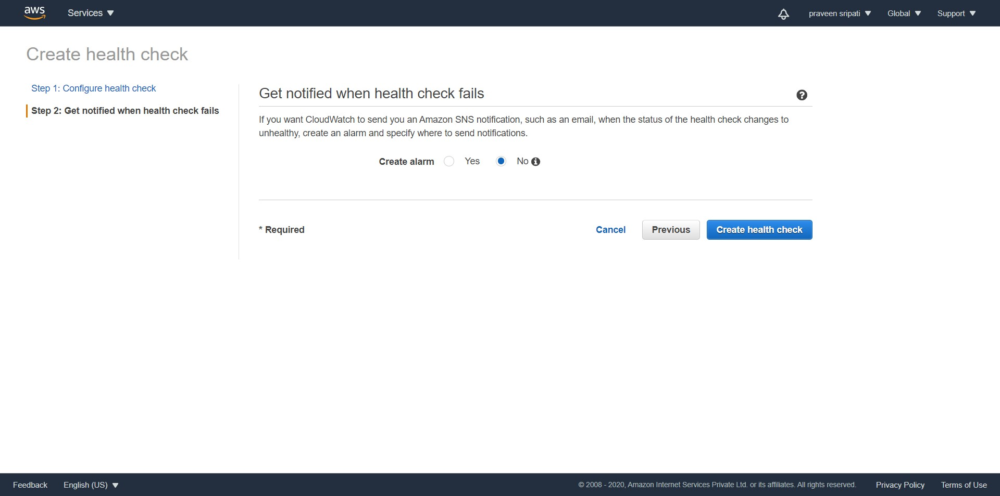 aws
Services
praveen sripati
Global
Support
Create health check
Step 1: Configure health check
Step 2: Get notified when health check fails
Get notified when health check fails
If you want CloudWatch to send you an Amazon SNS notification, such as an email, when the status of the health check changes to
unhealthy, create an alarm and specify where to send notifications.
Create alarm Yes No
* Required
Cancel Previous Create health check
Feedback English (US) © 2008 - 2020, Amazon Internet Services Private Ltd. or its affiliates. All rights reserved. Privacy Policy Terms of Use